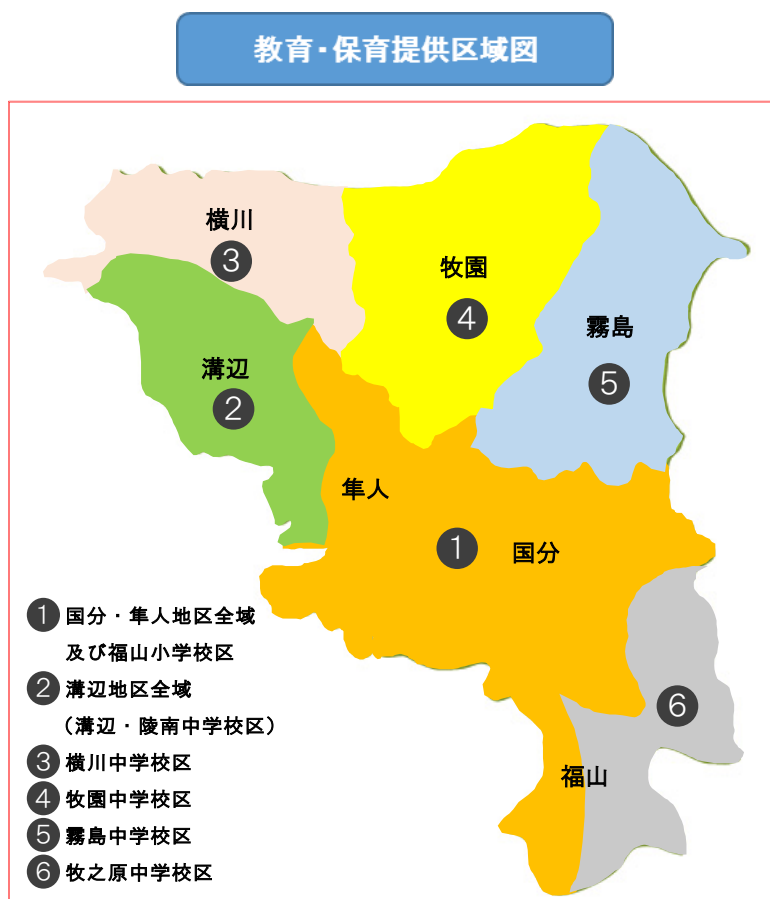 教育・保育提供区域図
横川
3
牧園
4
霧島
5
溝辺
2
隼人
1
国分
6
福山
1 国分・隼人地区全域
及び福山小学校区
2 溝辺地区全域
（溝辺・陵南中学校区）
3 横川中学校区
4 牧園中学校区
5 霧島中学校区
6 牧之原中学校区